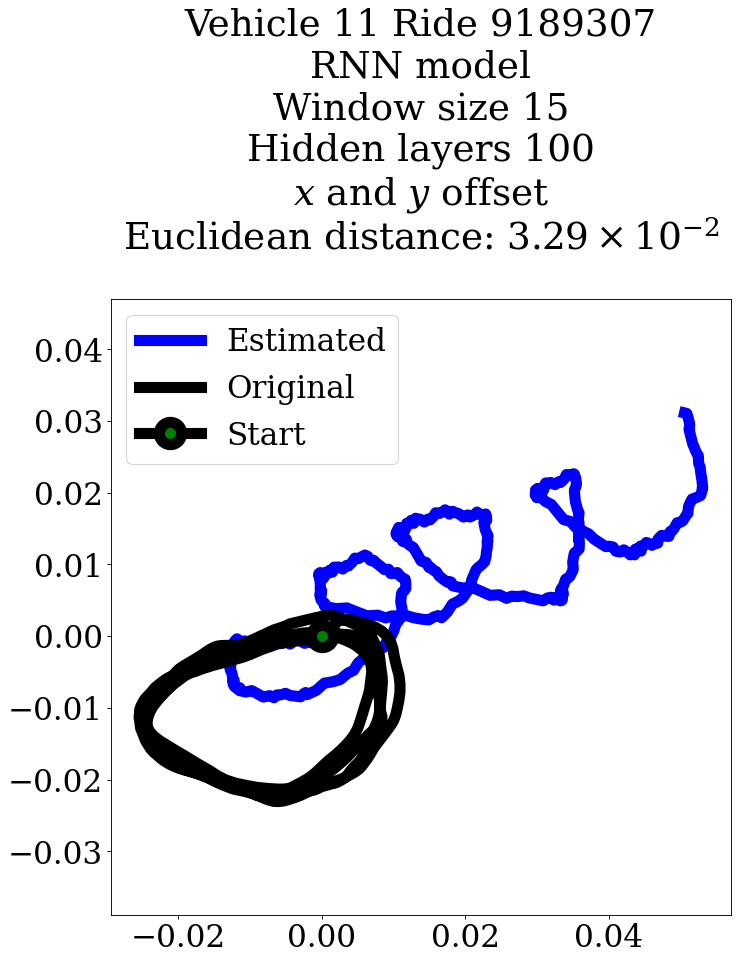 Vehicle 11 Ride 9189307
RNN model
Window size 15
Hidden layers 100
x and y offset
Euclidean distance: 3.29 × 10⁻²
Estimated
Original
Start
0.04
0.03
0.02
0.01
0.00
−0.01
−0.02
−0.03
−0.02 0.00 0.02 0.04